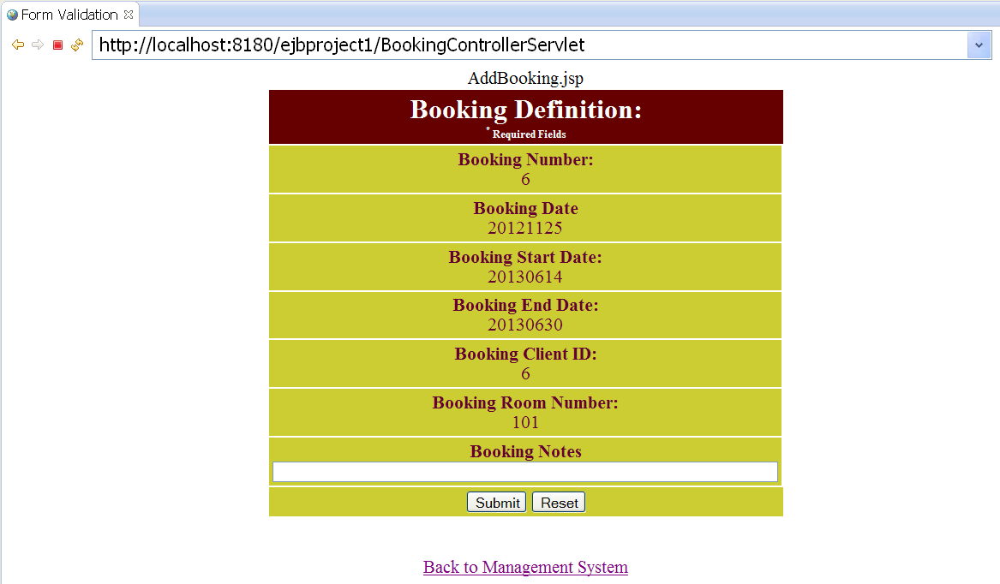 Form Validation
http://localhost:8180/ejbproject1/BookingControllerServlet
AddBooking.jsp
Booking Definition:
* Required Fields
Booking Number:
6
Booking Date
20121125
Booking Start Date:
20130614
Booking End Date:
20130630
Booking Client ID:
6
Booking Room Number:
101
Booking Notes
Submit Reset
Back to Management System